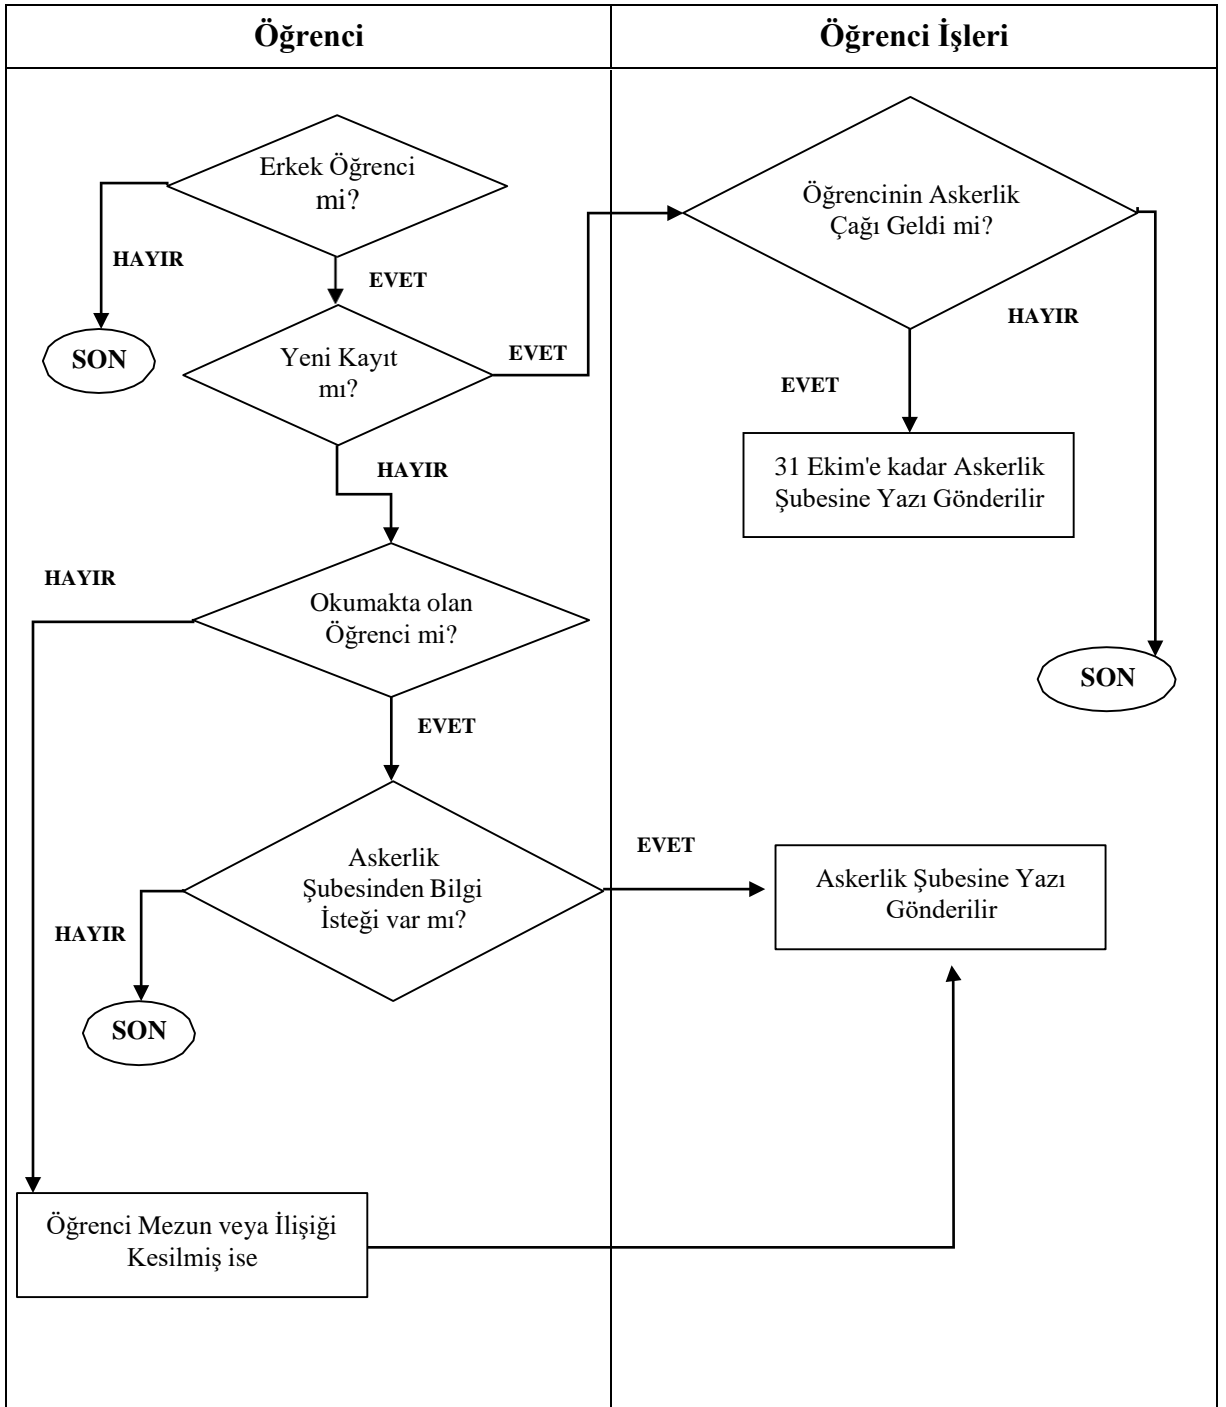 Öğrenci
Öğrenci İşleri
Erkek Öğrenci
mi?
HAYIR
EVET
SON
Yeni Kayıt
mı?
EVET
HAYIR
Öğrencinin Askerlik
Çağı Geldi mi?
HAYIR
EVET
31 Ekim'e kadar Askerlik
Şubesine Yazı Gönderilir
SON
HAYIR
Okumakta olan
Öğrenci mi?
EVET
Askerlik
Şubesinden Bilgi
İsteği var mı?
HAYIR
SON
EVET
Askerlik Şubesine Yazı
Gönderilir
Öğrenci Mezun veya İlişiği
Kesilmiş ise